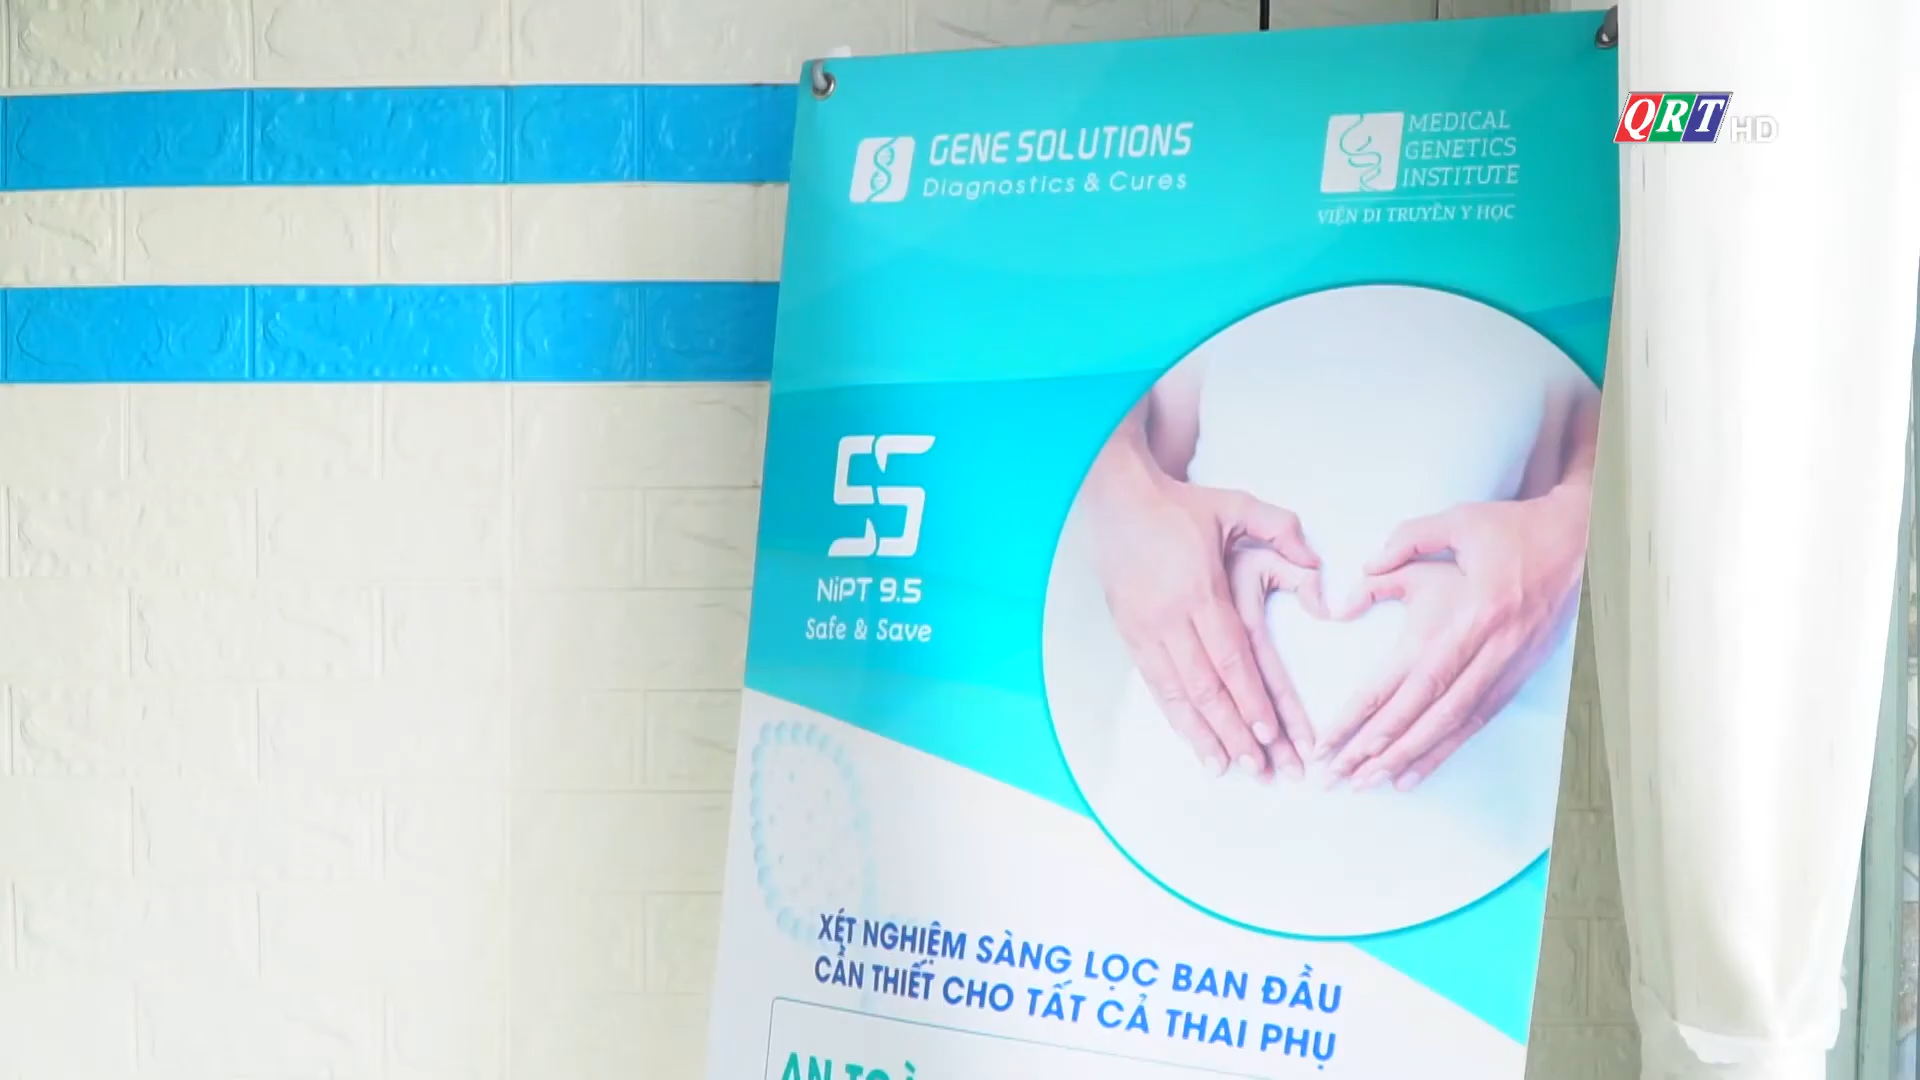 GENE SOLUTIONS
Diagnostics & Cures
MEDICAL
GENETICS
INSTITUTE
VIỆN DI TRUYỀN Y HỌC
QRT HD
NiPT 9.5
Safe & Save
XÉT NGHIỆM SÀNG LỌC BAN ĐẦU
CẦN THIẾT CHO TẤT CẢ THAI PHỤ